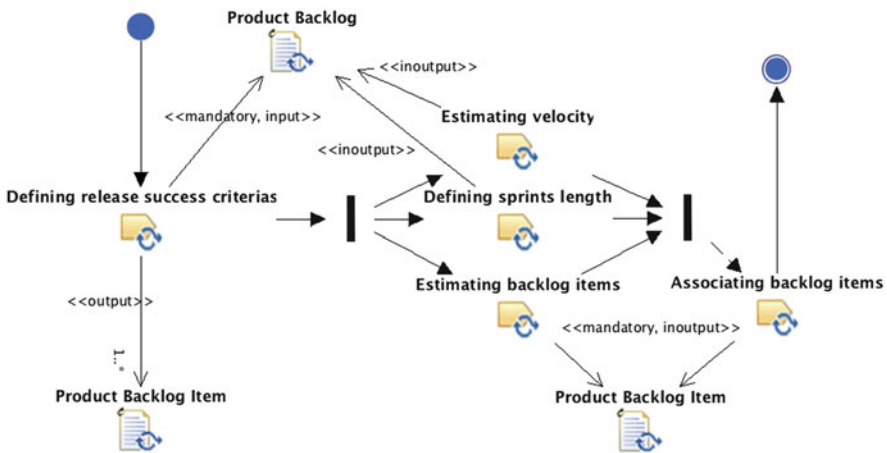 Product Backlog
<<inoutput>>
<<mandatory, input>>
Estimating velocity
<<inoutput>>
Defining release success criterias
Defining sprints length
Estimating backlog items
Associating backlog items
<<output>>
<<mandatory, inoutput>>
1..*
Product Backlog Item
Product Backlog Item